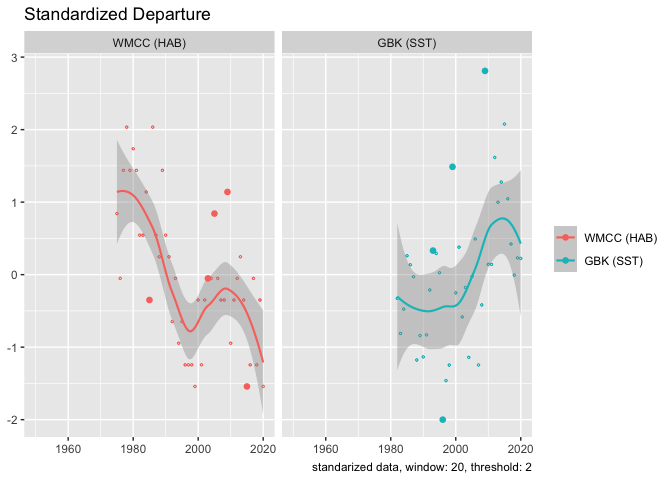 Standardized Departure
WMCC (HAB)
GBK (SST)
3
2
1
0
-1
-2
1960
1980
2000
2020
1960
1980
2000
2020
WMCC (HAB)
GBK (SST)
standarized data, window: 20, threshold: 2